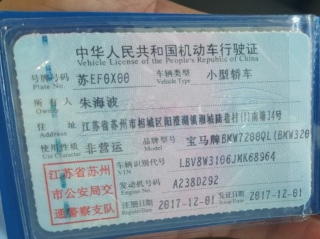 中华人民共和国机动车行驶证
Vehicle License of the People's Republic of China
号牌号码 苏EF0X00 车辆类型 小型轿车
Plate No. Vehicle Type
所有人 朱海波
Owner
住址 江苏省苏州市相城区阳澄湖镇湘城陆巷村(1)南塘34号
Address
使用性质 非营运 品牌型号 宝马牌BMW7200QL(BMW320
Use Character Model
江苏省苏州市公安局交通警察支队
车辆识别代号 LBV8W3106JMK68964
VIN
发动机号码 A238D292
Engine No.
注册日期 2017-12-01 发证日期 2017-12-01
Register Date Issue Date